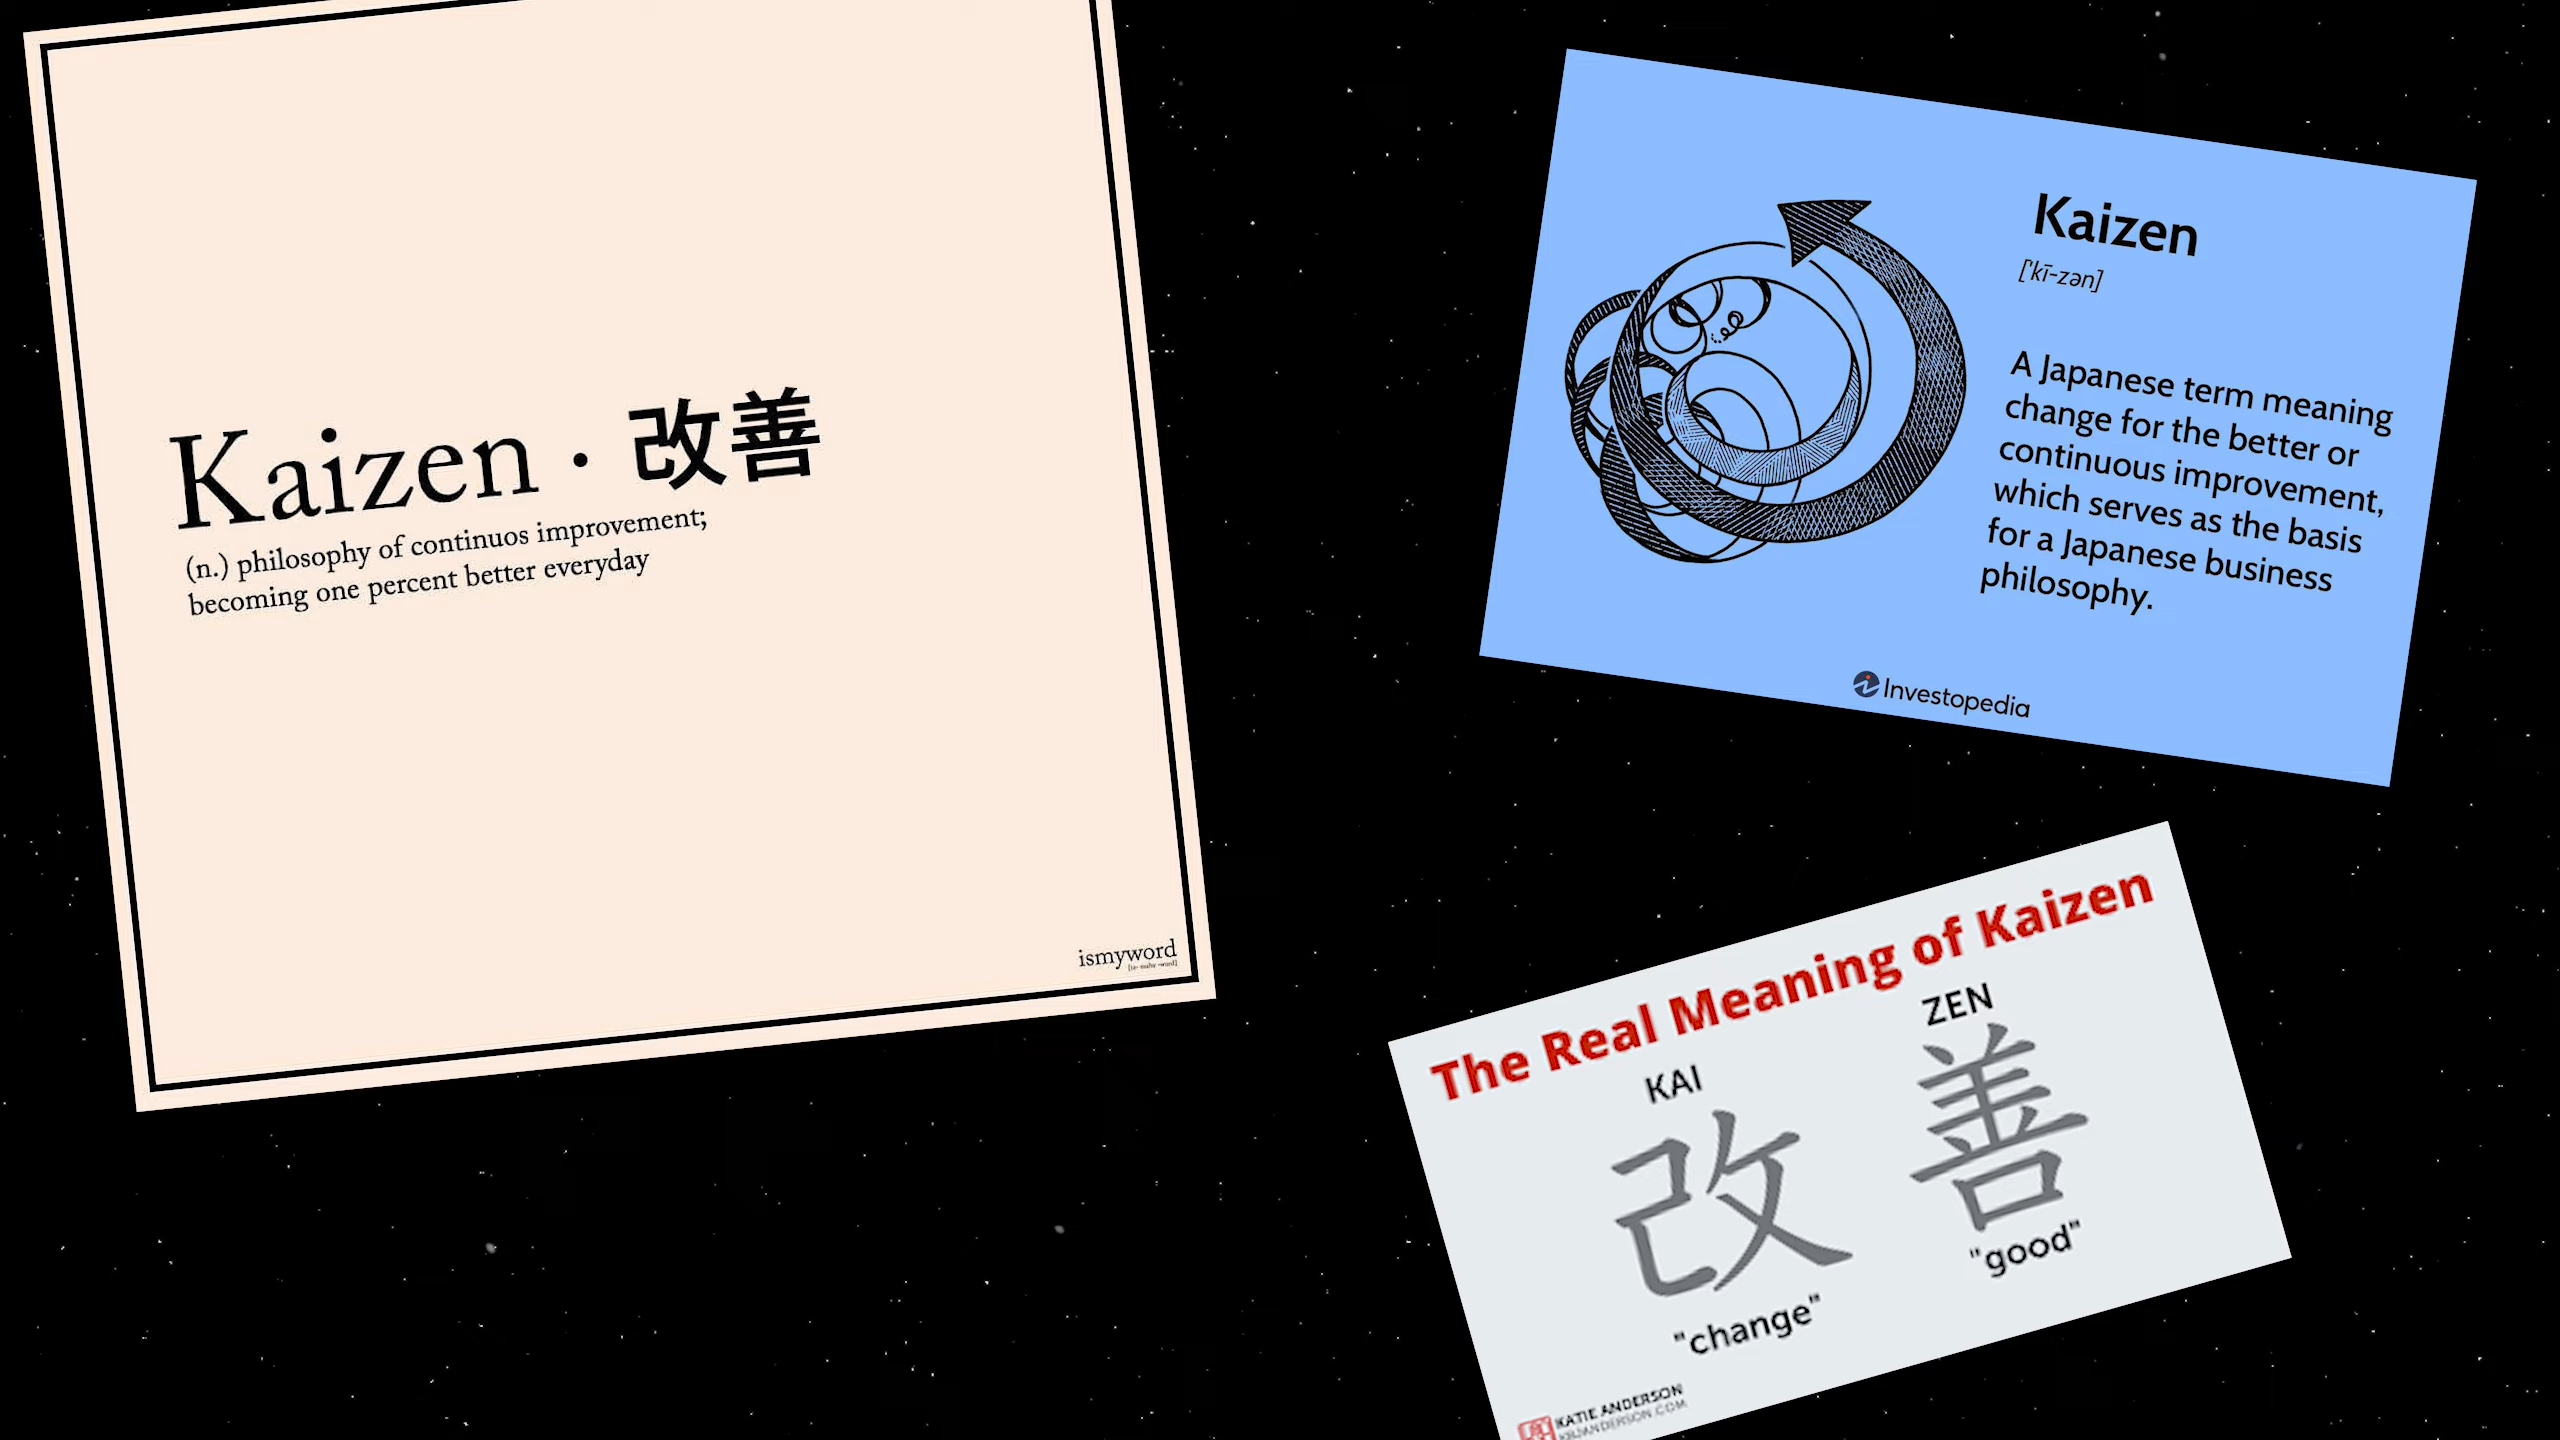 Kaizen · 改善
(n.) philosophy of continuos improvement;
becoming one percent better everyday
ismyword
Kaizen
['kī-zən]
A Japanese term meaning
change for the better or
continuous improvement,
which serves as the basis
for a Japanese business
philosophy.
Investopedia
The Real Meaning of Kaizen
KAI
ZEN
改
善
"change"
"good"
KATIE ANDERSON